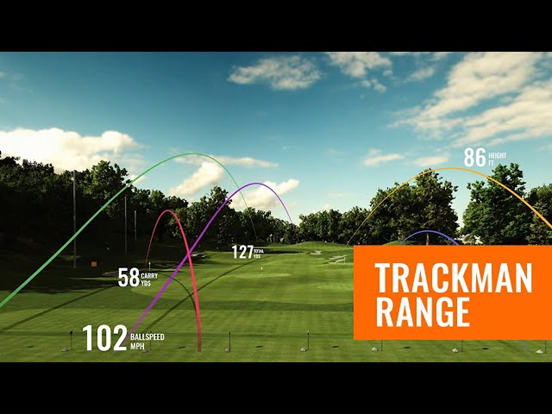 86 HEIGHT
FT
127 TOTAL
YDS
58 CARRY
YDS
TRACKMAN
RANGE
102 BALLSPEED
MPH